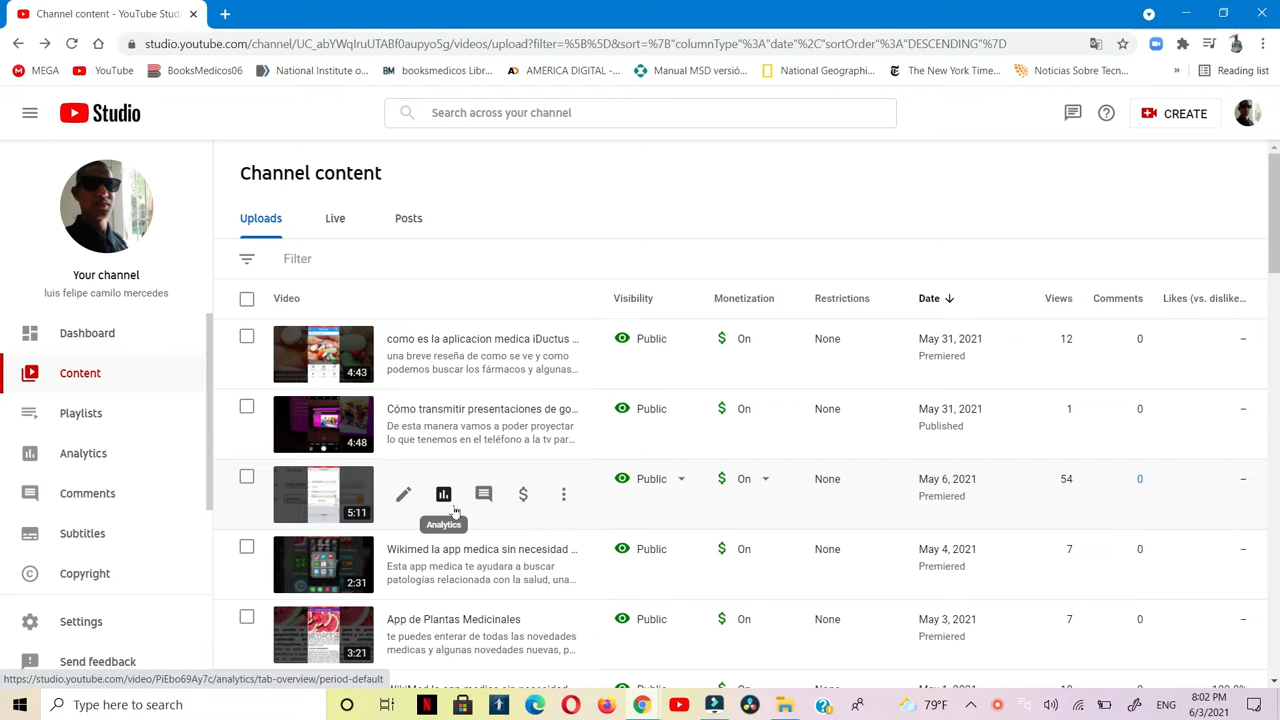 Channel content - YouTube Studio
studio.youtube.com/channel/UC_abYWqIruUTABf0aupyo5g/videos/upload?filter=%5B%5D&sort=%7B"columnType"%3A"date"%2C"sortOrder"%3A"DESCENDING"%7D
MEGA YouTube BooksMedicos06 National Institute o... booksmedicos Libr... AMERICA DIGITAL -... Manual MSD Versió... National Geographi... The New York Time... Noticias Sobre Tecn... » Reading list
Studio
Search across your channel
CREATE
Channel content
Uploads Live Posts
Filter
Your channel
luis felipe camilo mercedes
Dashboard
Content
Playlists
Analytics
Comments
Subtitles
Copyright
Settings
Send feedback
Video Visibility Monetization Restrictions Date Views Comments Likes (vs. dislike...
como es la aplicacion medica iDuctus ... Public On None May 31, 2021 12 0 –
una breve reseña de como se ve y como Premiered
podemos buscar los fármacos y algunas...
4:43
Cómo transmitir presentaciones de go... Public On None May 31, 2021 1 0 –
De esta manera vamos a poder proyectar Published
lo que tenemos en el teléfono a la tv par...
4:48
Public On None May 6, 2021 54 0 –
Premiered
5:11
Analytics
Wikimed la app medica sin necesidad... Public On None May 4, 2021 0 –
Esta app medica te ayudara a buscar Premiered
patologías relacionada con la salud, una...
2:31
App de Plantas Medicinales Public On None May 3, 2021 0 –
te puedes enterar de todas las novedades Premiered
medicas y algunas novedades nuevas, p...
3:21
https://studio.youtube.com/video/PiEbo69Ay7c/analytics/tab-overview/period-default
Type here to search
79°F
ENG
8:02 PM
6/3/2021